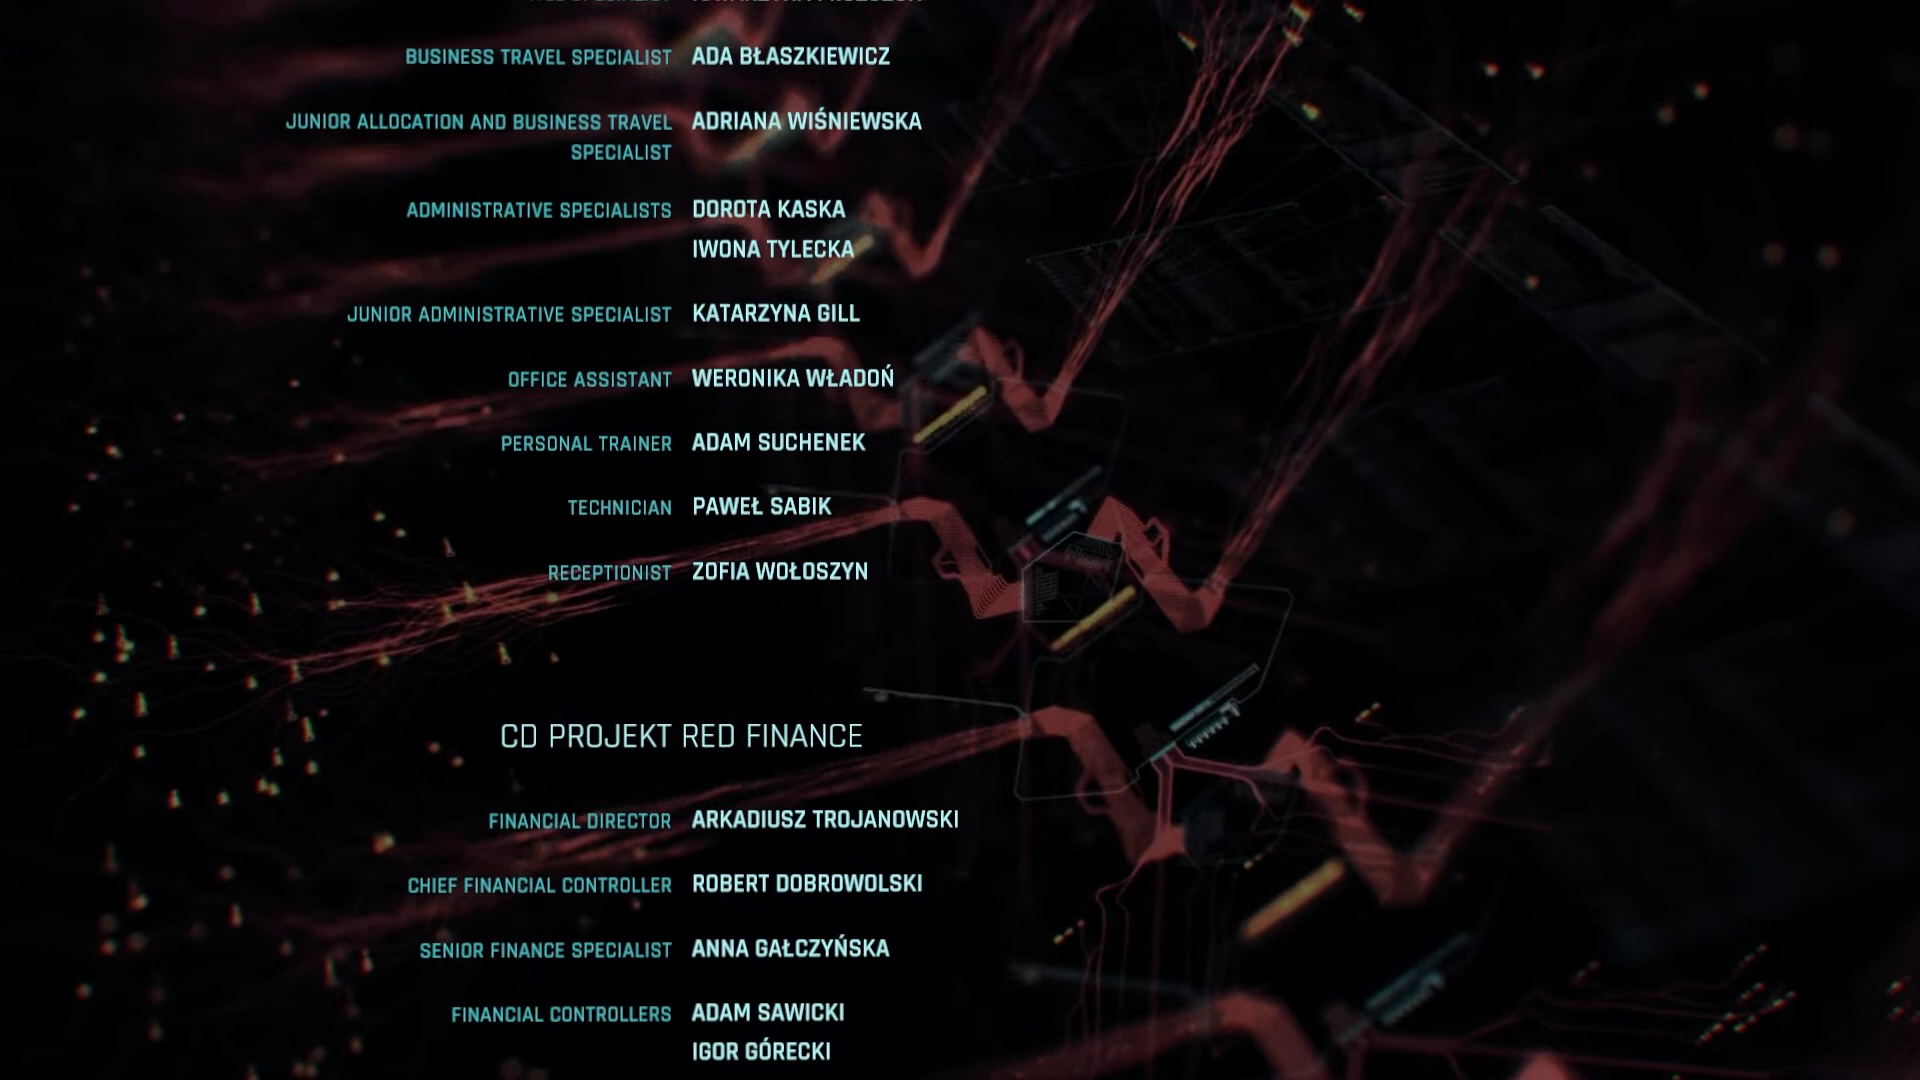 BUSINESS TRAVEL SPECIALIST ADA BŁASZKIEWICZ
JUNIOR ALLOCATION AND BUSINESS TRAVEL ADRIANA WIŚNIEWSKA
SPECIALIST
ADMINISTRATIVE SPECIALISTS DOROTA KASKA
IWONA TYLECKA
JUNIOR ADMINISTRATIVE SPECIALIST KATARZYNA GILL
OFFICE ASSISTANT WERONIKA WŁADOŃ
PERSONAL TRAINER ADAM SUCHENEK
TECHNICIAN PAWEŁ SABIK
RECEPTIONIST ZOFIA WOŁOSZYN
CD PROJEKT RED FINANCE
FINANCIAL DIRECTOR ARKADIUSZ TROJANOWSKI
CHIEF FINANCIAL CONTROLLER ROBERT DOBROWOLSKI
SENIOR FINANCE SPECIALIST ANNA GAŁCZYŃSKA
FINANCIAL CONTROLLERS ADAM SAWICKI
IGOR GÓRECKI